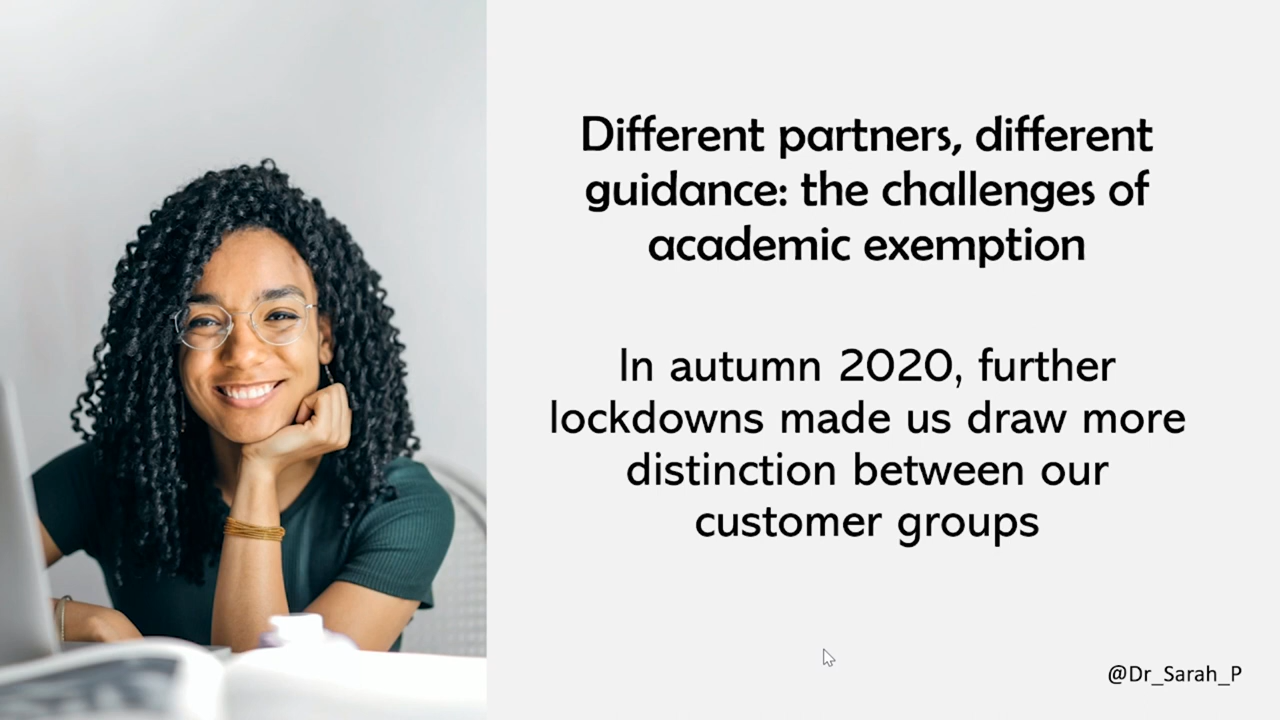 Different partners, different
guidance: the challenges of
academic exemption
In autumn 2020, further
lockdowns made us draw more
distinction between our
customer groups
@Dr_Sarah_P